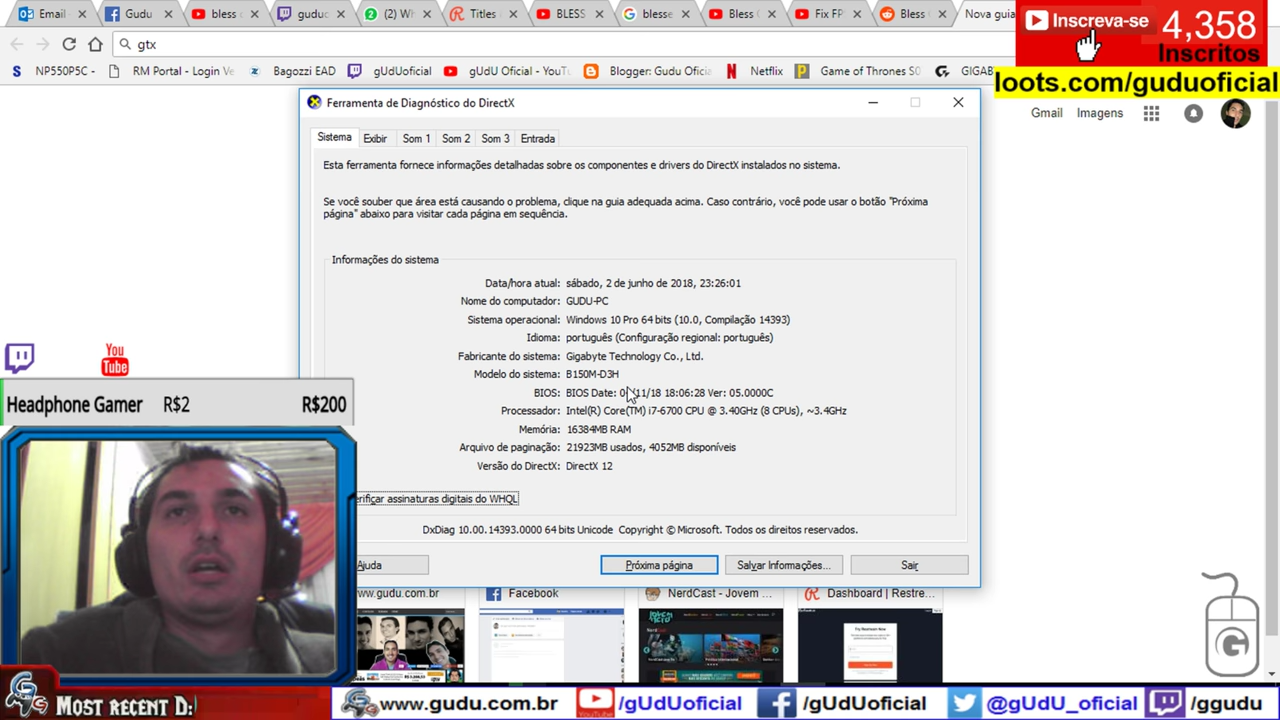 Email
Gudu
bless
guduc
(2) Wh
Titles
BLESS
blesse
Bless
Fix FP
Bless
Nova guia
Inscreva-se
4,358
Inscritos
gtx
NP550P5C -
RM Portal - Login Ve
Bagozzi EAD
gUdUoficial
gUdU Oficial - YouT
Blogger: Gudu Oficia
Netflix
Game of Thrones S0
GIGAB
loots.com/guduoficial
Gmail
Imagens
Ferramenta de Diagnóstico do DirectX
Sistema
Exibir
Som 1
Som 2
Som 3
Entrada
Esta ferramenta fornece informações detalhadas sobre os componentes e drivers do DirectX instalados no sistema.
Se você souber que área está causando o problema, clique na guia adequada acima. Caso contrário, você pode usar o botão "Próxima
página" abaixo para visitar cada página em sequência.
Informações do sistema
Data/hora atual: sábado, 2 de junho de 2018, 23:26:01
Nome do computador: GUDU-PC
Sistema operacional: Windows 10 Pro 64 bits (10.0, Compilação 14393)
Idioma: português (Configuração regional: português)
Fabricante do sistema: Gigabyte Technology Co., Ltd.
Modelo do sistema: B150M-D3H
BIOS: BIOS Date: 0 /11/18 18:06:28 Ver: 05.0000C
Processador: Intel(R) Core(TM) i7-6700 CPU @ 3.40GHz (8 CPUs), ~3.4GHz
Memória: 16384MB RAM
Arquivo de paginação: 21923MB usados, 4052MB disponíveis
Versão do DirectX: DirectX 12
erificar assinaturas digitais do WHQL
DxDiag 10.00.14393.0000 64 bits Unicode Copyright © Microsoft. Todos os direitos reservados.
Ajuda
Próxima página
Salvar Informações...
Sair
You
Tube
Headphone Gamer R$2 R$200
ww.gudu.com.br
Facebook
NerdCast - Jovem
Dashboard | Restre
G
MOST RECENT D:
www.gudu.com.br
YouTube
/gUdUoficial
/gUdUoficial
@gUdU_oficial
/ggudu